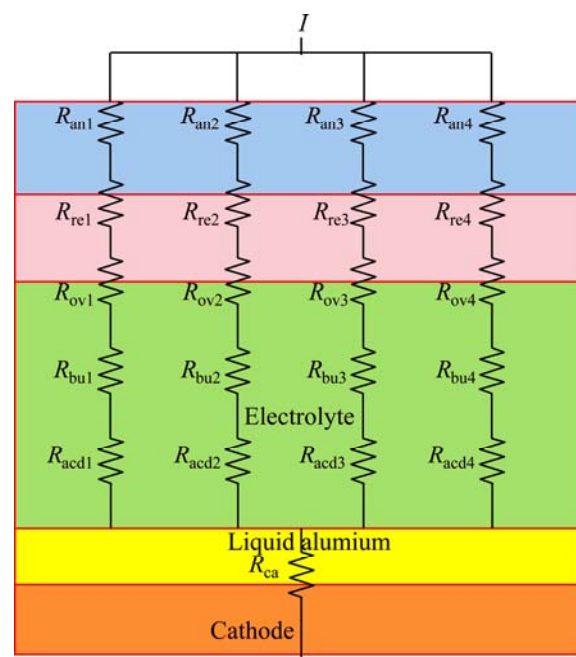 I
Ran1 Ran2 Ran3 Ran4
Rre1 Rre2 Rre3 Rre4
Rov1 Rov2 Rov3 Rov4
Rbu1 Rbu2 Rbu3 Rbu4
Electrolyte
Racd1 Racd2 Racd3 Racd4
Liquid alumium
Rca
Cathode